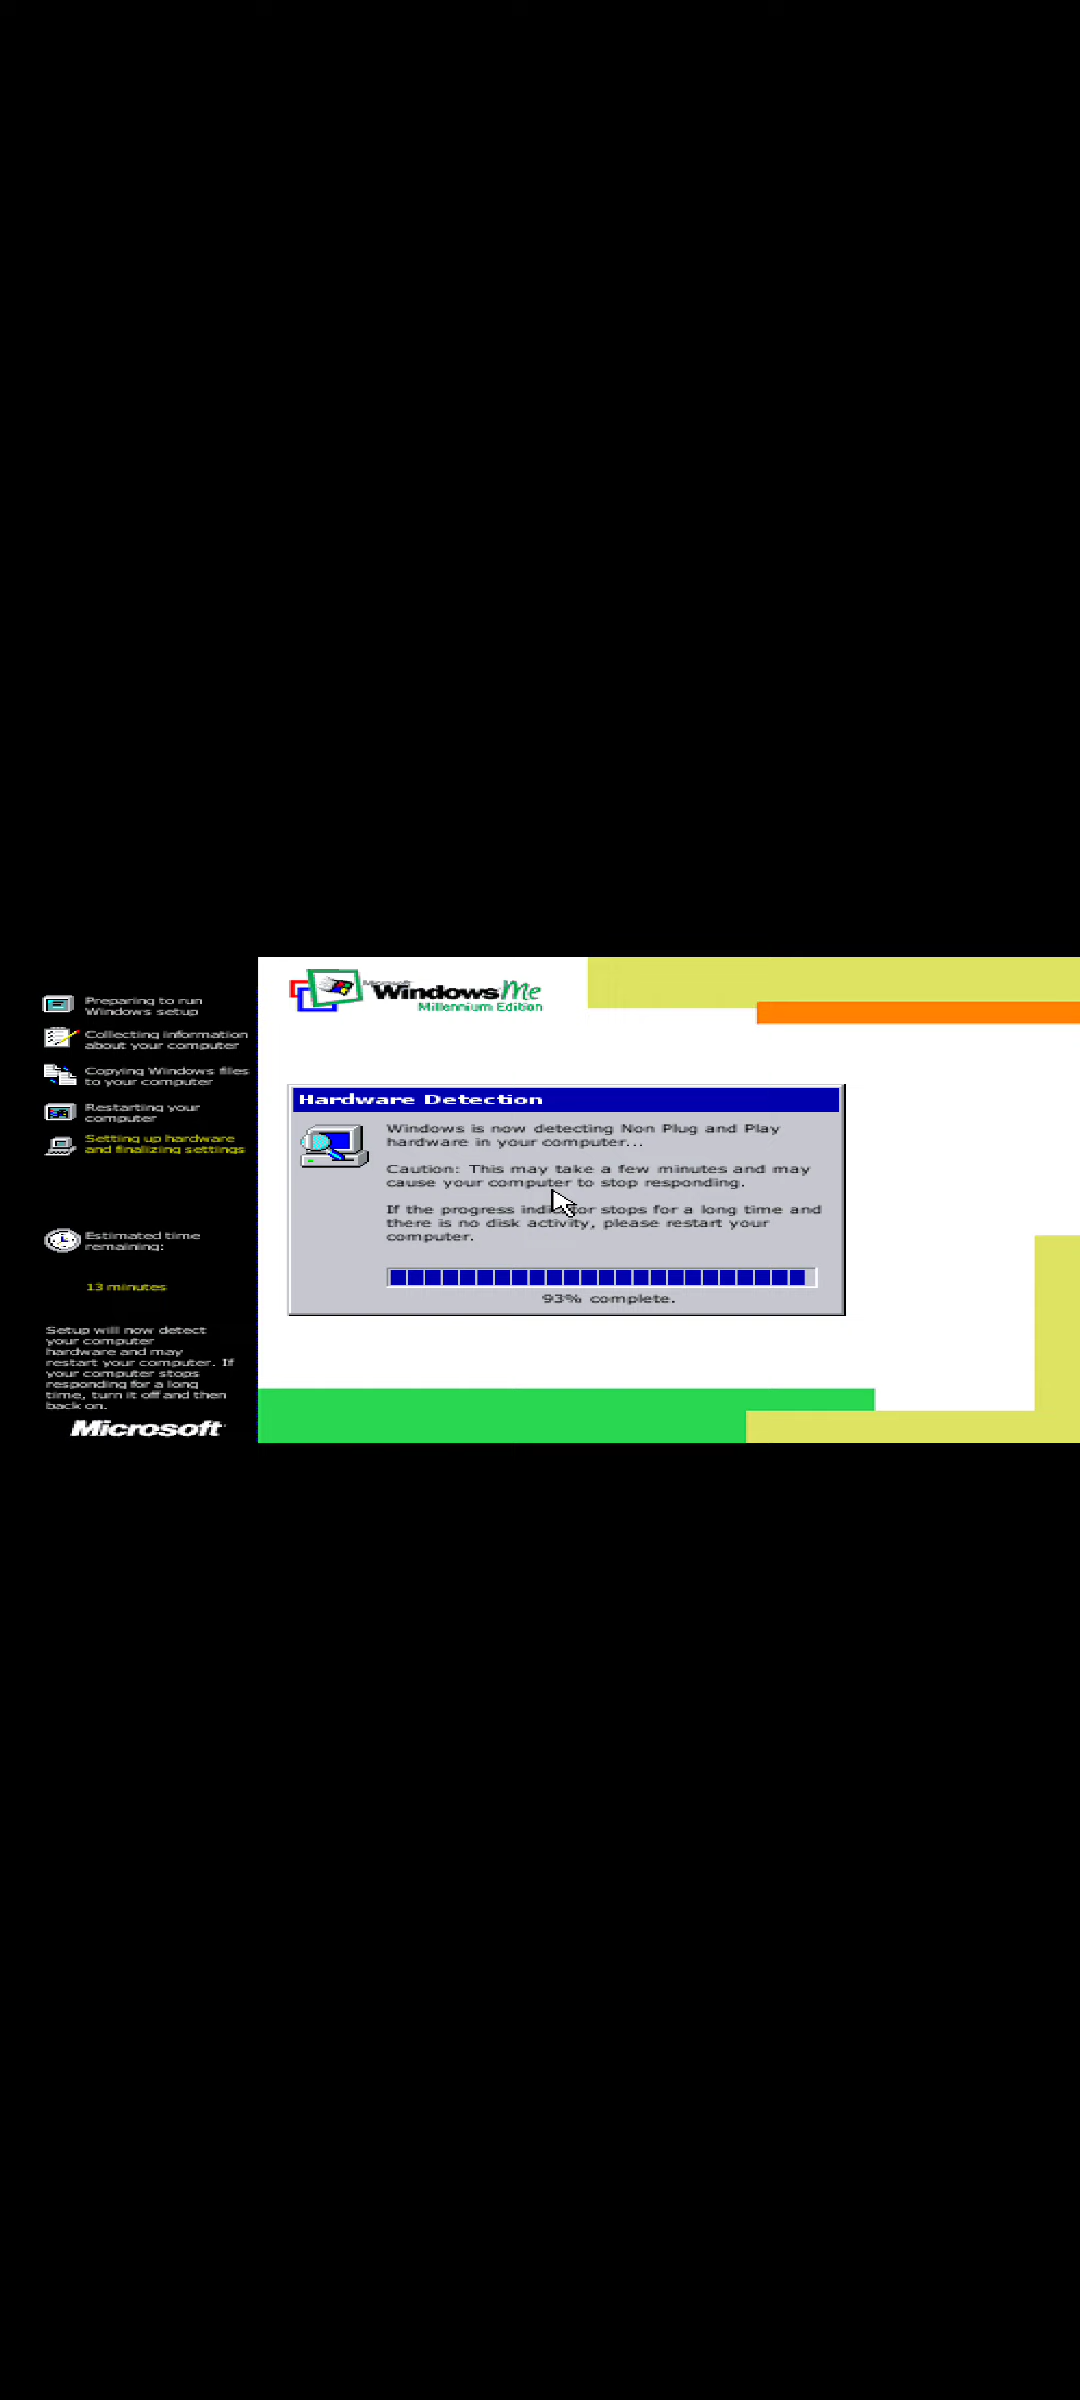 Preparing to run
Windows setup
Collecting information
about your computer
Copying Windows files
to your computer
Restarting your
computer
Setting up hardware
and finalizing settings
Estimated time
remaining:
13 minutes
Setup will now detect
your computer
hardware and may
restart your computer. If
your computer stops
responding for a long
time, turn it off and then
back on.
Microsoft
Microsoft
Windows Me
Millennium Edition
Hardware Detection
Windows is now detecting Non Plug and Play
hardware in your computer...
Caution: This may take a few minutes and may
cause your computer to stop responding.
If the progress indicator stops for a long time and
there is no disk activity, please restart your
computer.
93% complete.